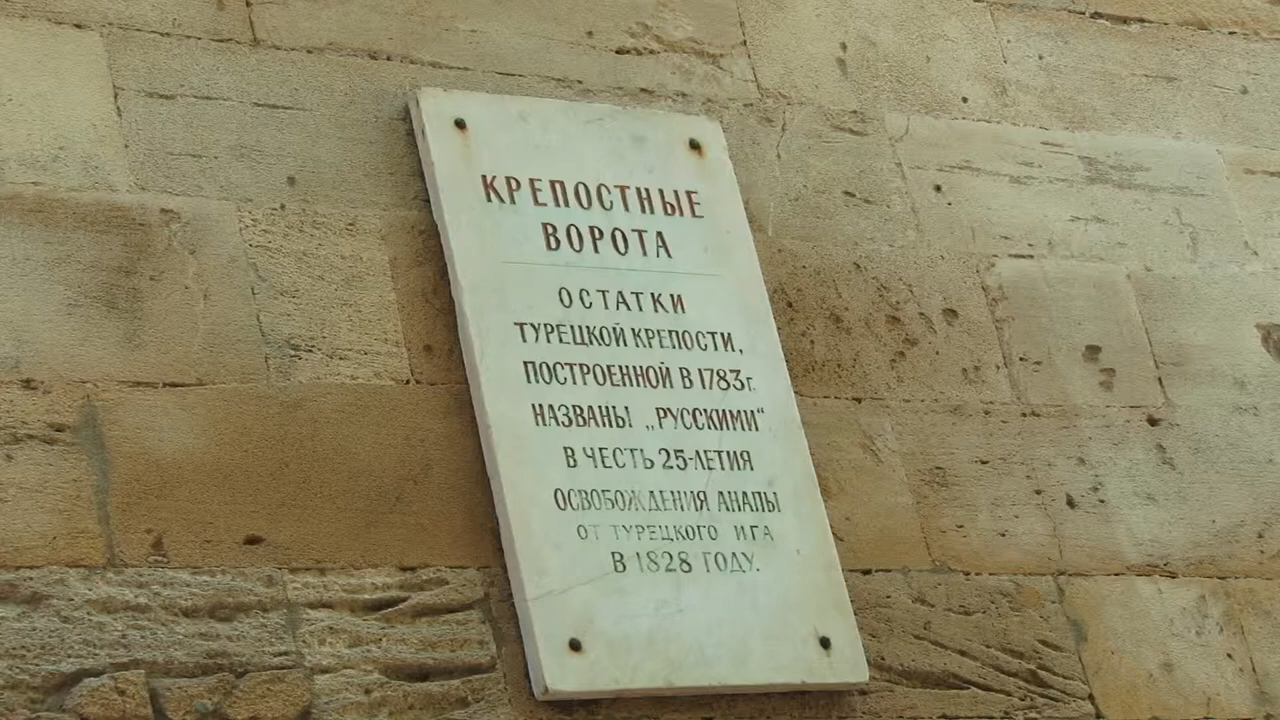 КРЕПОСТНЫЕ
ВОРОТА
ОСТАТКИ
ТУРЕЦКОЙ КРЕПОСТИ,
ПОСТРОЕННОЙ В 1783г.
НАЗВАНЫ „РУССКИМИ“
В ЧЕСТЬ 25-ЛЕТИЯ
ОСВОБОЖДЕНИЯ АНАПЫ
ОТ ТУРЕЦКОГО ИГА
В 1828 ГОДУ.